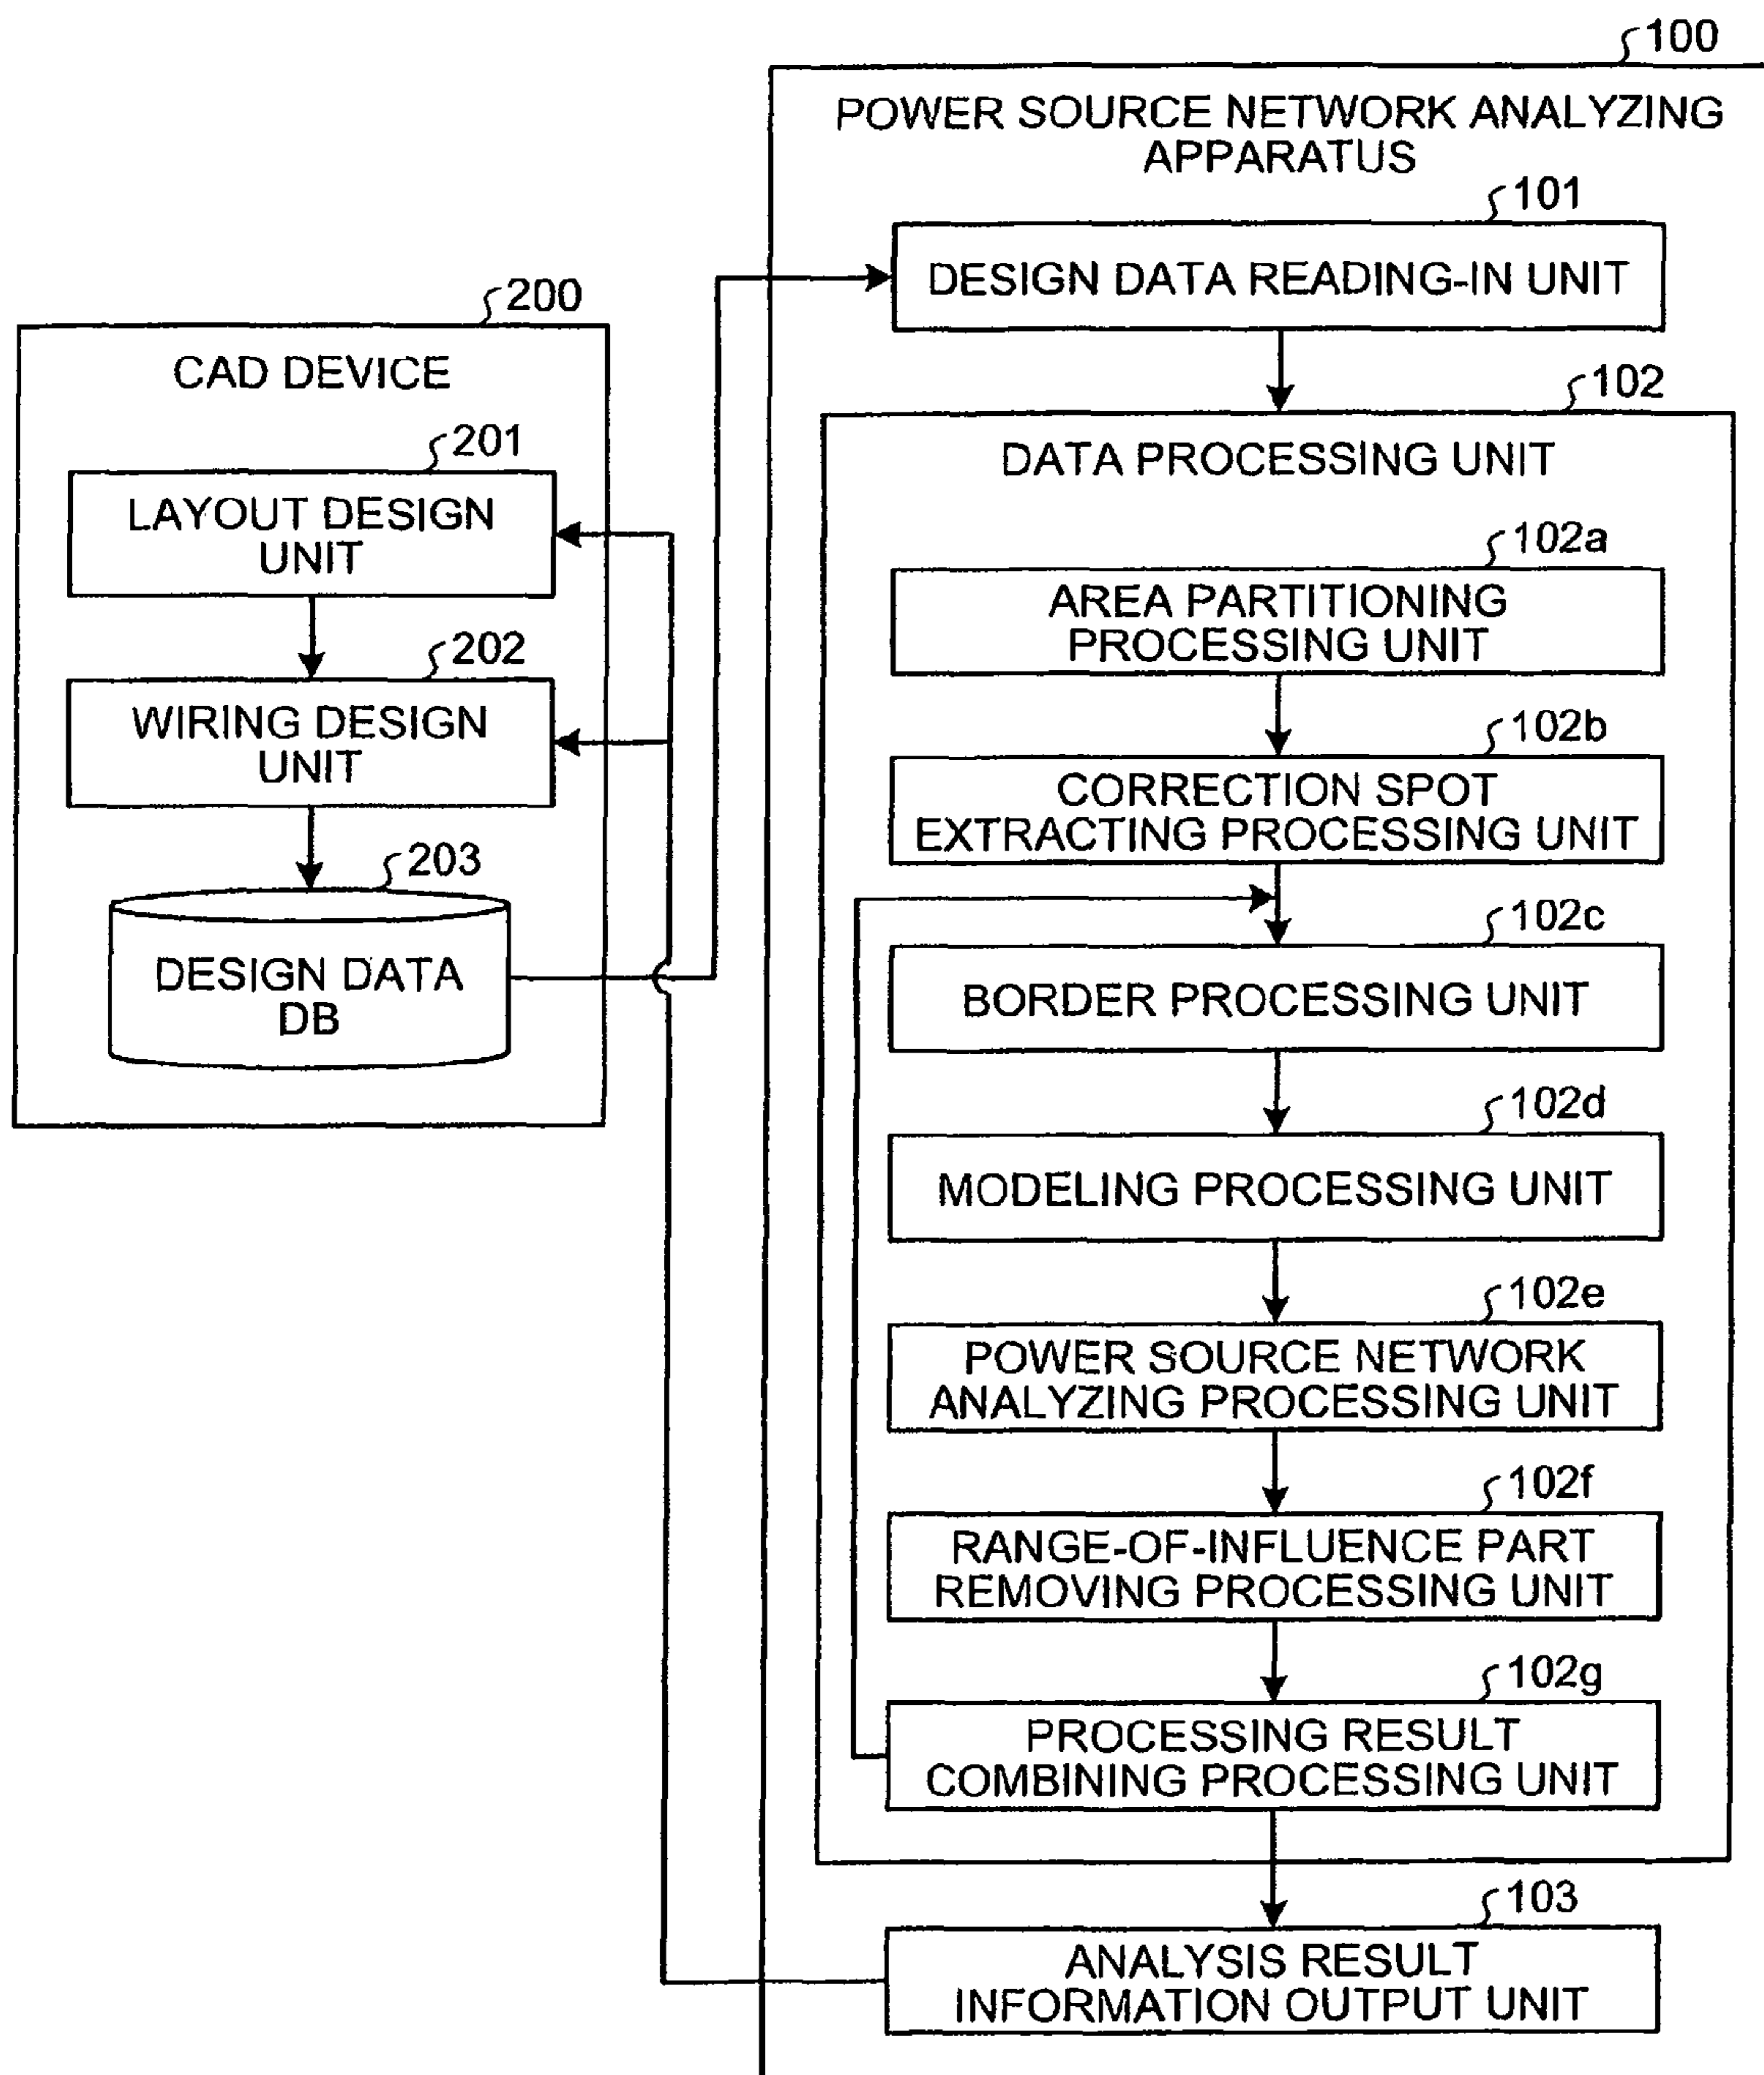 100
POWER SOURCE NETWORK ANALYZING
APPARATUS
101
DESIGN DATA READING-IN UNIT
200
CAD DEVICE
201
LAYOUT DESIGN
UNIT
202
WIRING DESIGN
UNIT
203
DESIGN DATA
DB
102
DATA PROCESSING UNIT
102a
AREA PARTITIONING
PROCESSING UNIT
102b
CORRECTION SPOT
EXTRACTING PROCESSING UNIT
102c
BORDER PROCESSING UNIT
102d
MODELING PROCESSING UNIT
102e
POWER SOURCE NETWORK
ANALYZING PROCESSING UNIT
102f
RANGE-OF-INFLUENCE PART
REMOVING PROCESSING UNIT
102g
PROCESSING RESULT
COMBINING PROCESSING UNIT
103
ANALYSIS RESULT
INFORMATION OUTPUT UNIT